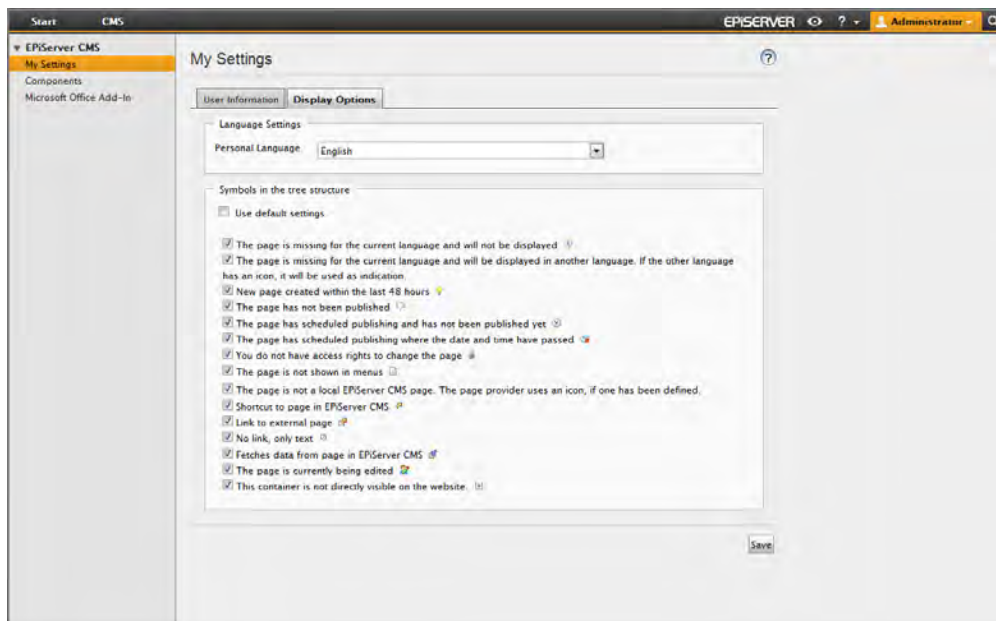 Start CMS EPISERVER ? Administrator
EPiServer CMS
My Settings
Components
Microsoft Office Add-In
My Settings ?
User Information Display Options
Language Settings
Personal Language English
Symbols in the tree structure
Use default settings
The page is missing for the current language and will not be displayed
The page is missing for the current language and will be displayed in another language. If the other language
has an icon, it will be used as indication.
New page created within the last 48 hours
The page has not been published
The page has scheduled publishing and has not been published yet
The page has scheduled publishing where the date and time have passed
You do not have access rights to change the page
The page is not shown in menus
The page is not a local EPiServer CMS page. The page provider uses an icon, if one has been defined.
Shortcut to page in EPiServer CMS
Link to external page
No link, only text
Fetches data from page in EPiServer CMS
The page is currently being edited
This container is not directly visible on the website.
Save